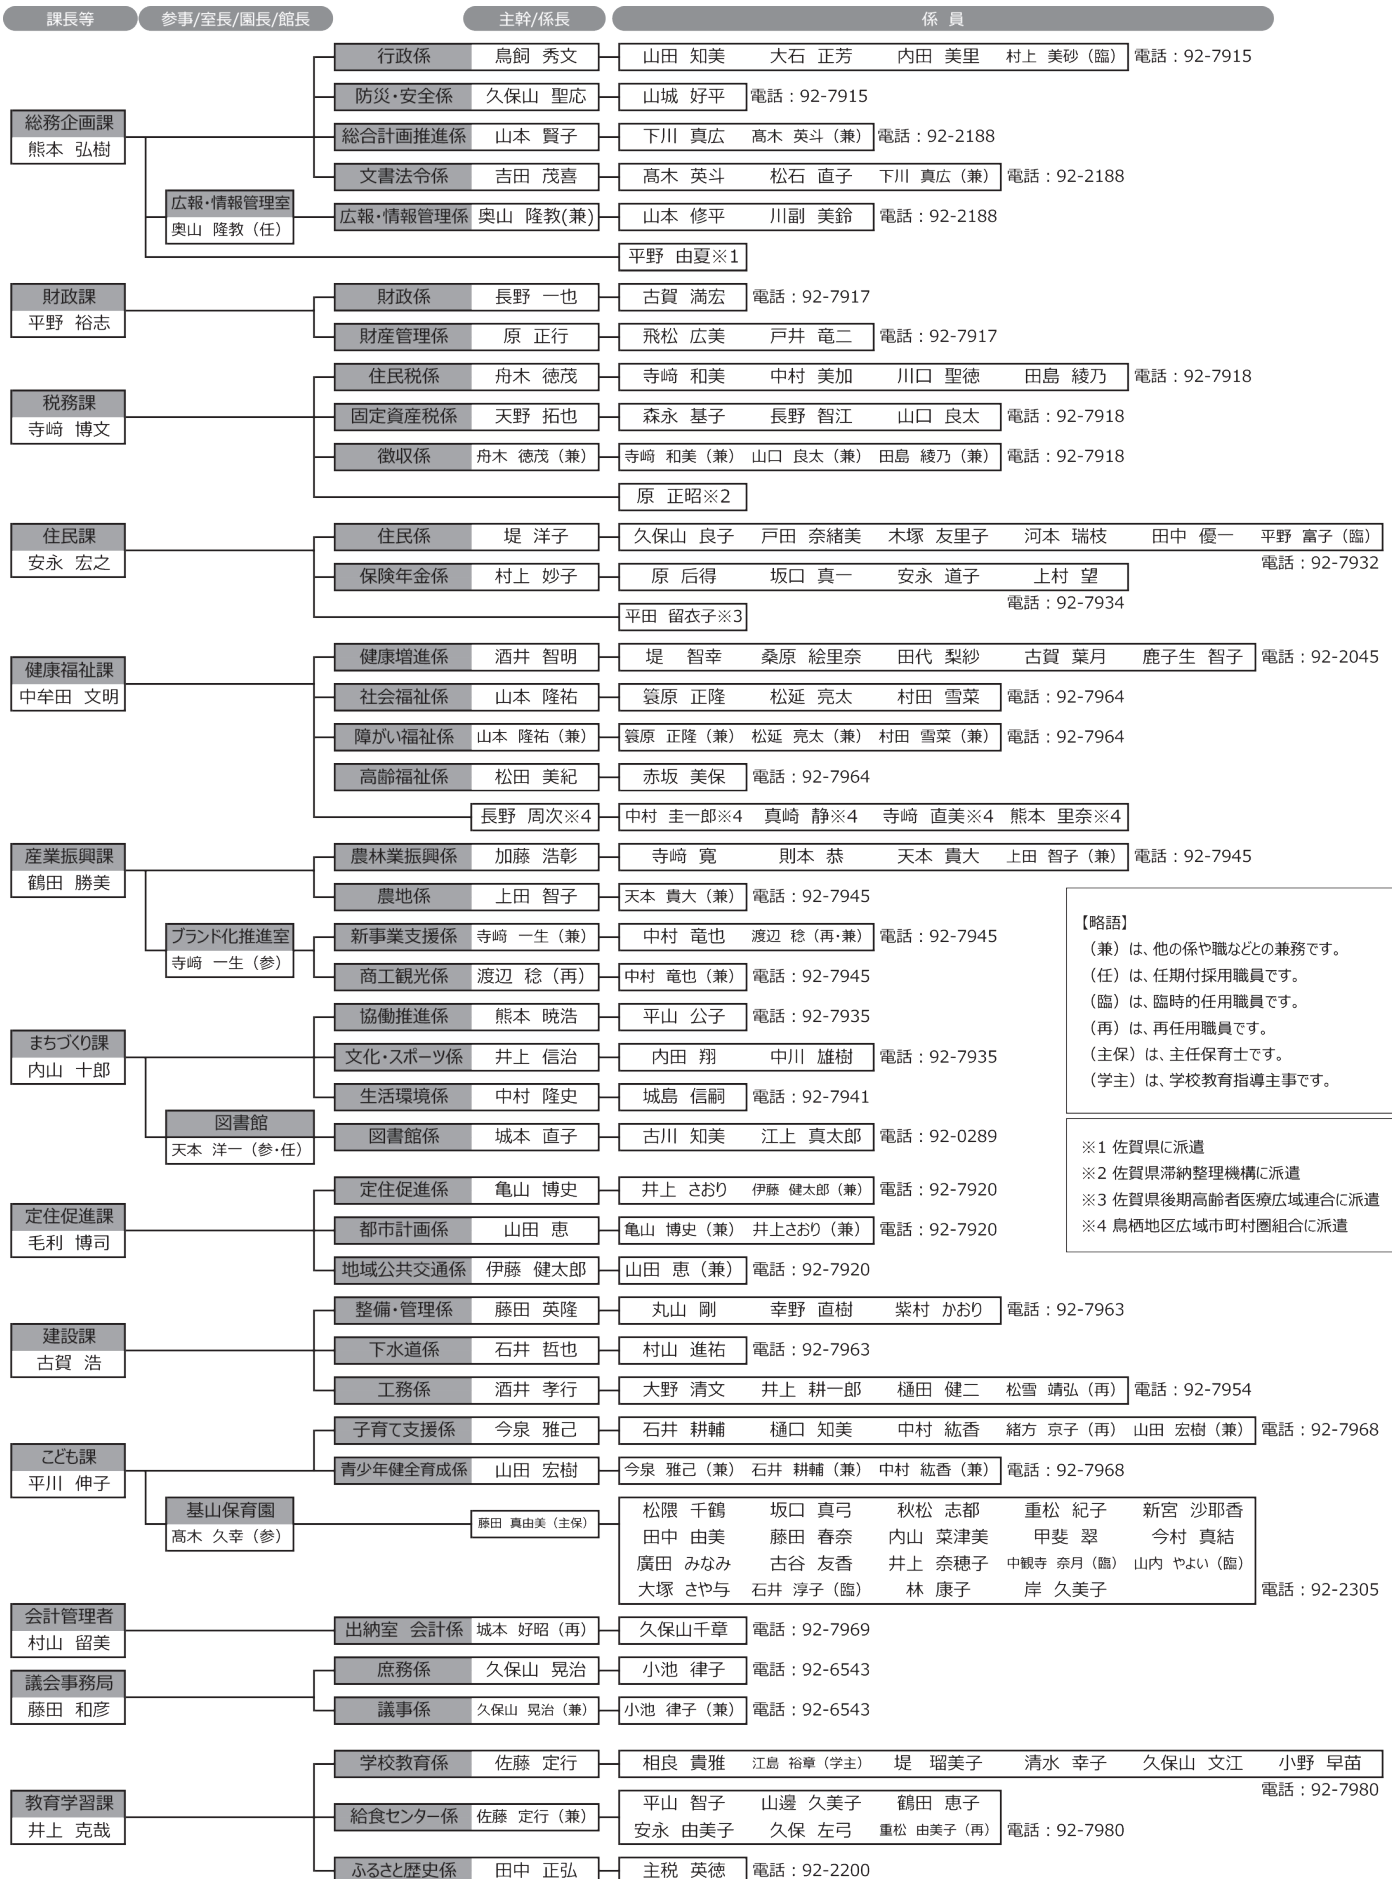 課長等 参事/室長/園長/館長 主幹/係長 係 員
行政係 鳥飼 秀文 山田 知美 大石 正芳 内田 美里 村上 美砂（臨） 電話：92-7915
防災・安全係 久保山 聖応 山城 好平 電話：92-7915
総務企画課
熊本 弘樹
総合計画推進係 山本 賢子 下川 真広 髙木 英斗（兼） 電話：92-2188
文書法令係 吉田 茂喜 髙木 英斗 松石 直子 下川 真広（兼） 電話：92-2188
広報・情報管理室
奥山 隆教（任）
広報・情報管理係 奥山 隆教(兼) 山本 修平 川副 美鈴 電話：92-2188
平野 由夏※1
財政課
平野 裕志
財政係 長野 一也 古賀 満宏 電話：92-7917
財産管理係 原 正行 飛松 広美 戸井 竜二 電話：92-7917
税務課
寺﨑 博文
住民税係 舟木 徳茂 寺﨑 和美 中村 美加 川口 聖徳 田島 綾乃 電話：92-7918
固定資産税係 天野 拓也 森永 基子 長野 智江 山口 良太 電話：92-7918
徴収係 舟木 徳茂（兼） 寺﨑 和美（兼） 山口 良太（兼） 田島 綾乃（兼） 電話：92-7918
原 正昭※2
住民課
安永 宏之
住民係 堤 洋子 久保山 良子 戸田 奈緒美 木塚 友里子 河本 瑞枝 田中 優一 平野 富子（臨）
電話：92-7932
保険年金係 村上 妙子 原 后得 坂口 真一 安永 道子 上村 望
電話：92-7934
平田 留衣子※3
健康福祉課
中牟田 文明
健康増進係 酒井 智明 堤 智幸 桑原 絵里奈 田代 梨紗 古賀 葉月 鹿子生 智子 電話：92-2045
社会福祉係 山本 隆祐 簑原 正隆 松延 亮太 村田 雪菜 電話：92-7964
障がい福祉係 山本 隆祐（兼） 簑原 正隆（兼） 松延 亮太（兼） 村田 雪菜（兼） 電話：92-7964
高齢福祉係 松田 美紀 赤坂 美保 電話：92-7964
長野 周次※4 中村 圭一郎※4 真崎 静※4 寺﨑 直美※4 熊本 里奈※4
産業振興課
鶴田 勝美
農林業振興係 加藤 浩彰 寺﨑 寛 則本 恭 天本 貴大 上田 智子（兼） 電話：92-7945
農地係 上田 智子 天本 貴大（兼） 電話：92-7945
ブランド化推進室
寺﨑 一生（参）
新事業支援係 寺﨑 一生（兼） 中村 竜也 渡辺 稔（再・兼） 電話：92-7945
商工観光係 渡辺 稔（再） 中村 竜也（兼） 電話：92-7945
【略語】
（兼）は、他の係や職などとの兼務です。
（任）は、任期付採用職員です。
（臨）は、臨時的任用職員です。
（再）は、再任用職員です。
（主保）は、主任保育士です。
（学主）は、学校教育指導主事です。
まちづくり課
内山 十郎
協働推進係 熊本 暁浩 平山 公子 電話：92-7935
文化・スポーツ係 井上 信治 内田 翔 中川 雄樹 電話：92-7935
生活環境係 中村 隆史 城島 信嗣 電話：92-7941
図書館
天本 洋一（参・任）
図書館係 城本 直子 古川 知美 江上 真太郎 電話：92-0289
※1 佐賀県に派遣
※2 佐賀県滞納整理機構に派遣
※3 佐賀県後期高齢者医療広域連合に派遣
※4 鳥栖地区広域市町村圏組合に派遣
定住促進課
毛利 博司
定住促進係 亀山 博史 井上 さおり 伊藤 健太郎（兼） 電話：92-7920
都市計画係 山田 恵 亀山 博史（兼） 井上さおり（兼） 電話：92-7920
地域公共交通係 伊藤 健太郎 山田 恵（兼） 電話：92-7920
建設課
古賀 浩
整備・管理係 藤田 英隆 丸山 剛 幸野 直樹 紫村 かおり 電話：92-7963
下水道係 石井 哲也 村山 進祐 電話：92-7963
工務係 酒井 孝行 大野 清文 井上 耕一郎 樋田 健二 松雪 靖弘（再） 電話：92-7954
こども課
平川 伸子
子育て支援係 今泉 雅己 石井 耕輔 樋口 知美 中村 紘香 緒方 京子（再） 山田 宏樹（兼） 電話：92-7968
青少年健全育成係 山田 宏樹 今泉 雅己（兼） 石井 耕輔（兼） 中村 紘香（兼） 電話：92-7968
基山保育園
髙木 久幸（参）
藤田 真由美（主保）
松隈 千鶴 坂口 真弓 秋松 志都 重松 紀子 新宮 沙耶香
田中 由美 藤田 春奈 内山 菜津美 甲斐 翠 今村 真結
廣田 みなみ 古谷 友香 井上 奈穂子 中観寺 奈月（臨） 山内 やよい（臨）
大塚 さや与 石井 淳子（臨） 林 康子 岸 久美子 電話：92-2305
会計管理者
村山 留美
出納室 会計係 城本 好昭（再） 久保山千章 電話：92-7969
議会事務局
藤田 和彦
庶務係 久保山 晃治 小池 律子 電話：92-6543
議事係 久保山 晃治（兼） 小池 律子（兼） 電話：92-6543
教育学習課
井上 克哉
学校教育係 佐藤 定行 相良 貴雅 江島 裕章（学主） 堤 瑠美子 清水 幸子 久保山 文江 小野 早苗
電話：92-7980
給食センター係 佐藤 定行（兼） 平山 智子 山邊 久美子 鶴田 恵子
安永 由美子 久保 左弓 重松 由美子（再） 電話：92-7980
ふるさと歴史係 田中 正弘 主税 英徳 電話：92-2200